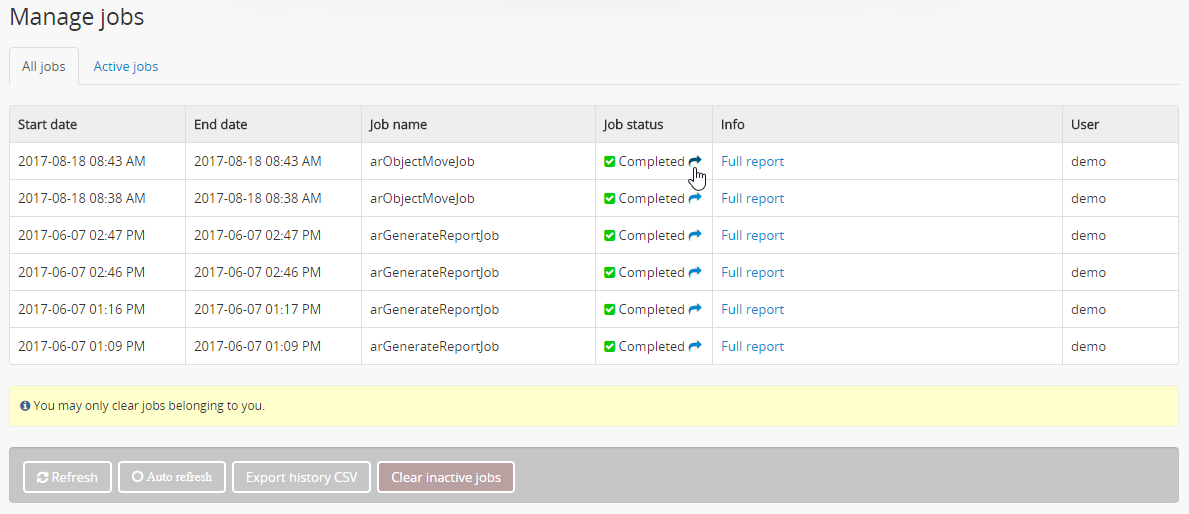 Manage jobs
All jobs Active jobs
Start date End date Job name Job status Info User
2017-08-18 08:43 AM 2017-08-18 08:43 AM arObjectMoveJob Completed Full report demo
2017-08-18 08:38 AM 2017-08-18 08:38 AM arObjectMoveJob Completed Full report demo
2017-06-07 02:47 PM 2017-06-07 02:47 PM arGenerateReportJob Completed Full report demo
2017-06-07 02:46 PM 2017-06-07 02:46 PM arGenerateReportJob Completed Full report demo
2017-06-07 01:16 PM 2017-06-07 01:17 PM arGenerateReportJob Completed Full report demo
2017-06-07 01:09 PM 2017-06-07 01:09 PM arGenerateReportJob Completed Full report demo
You may only clear jobs belonging to you.
Refresh Auto refresh Export history CSV Clear inactive jobs